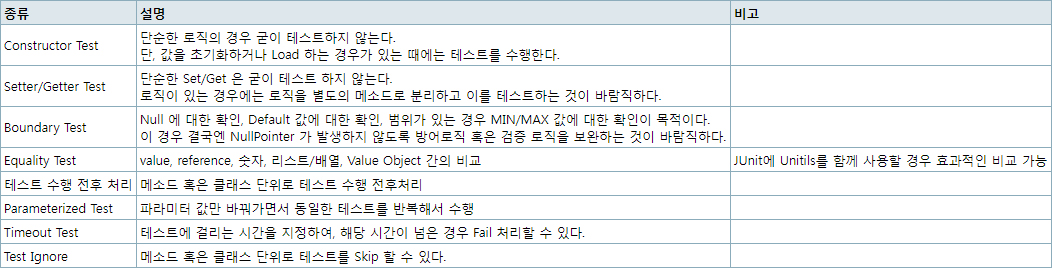 종류 설명 비고
Constructor Test 단순한 로직의 경우 굳이 테스트하지 않는다.
단, 값을 초기화하거나 Load 하는 경우가 있는 때에는 테스트를 수행한다.
Setter/Getter Test 단순한 Set/Get 은 굳이 테스트 하지 않는다.
로직이 있는 경우에는 로직을 별도의 메소드로 분리하고 이를 테스트하는 것이 바람직하다.
Boundary Test Null 에 대한 확인, Default 값에 대한 확인, 범위가 있는 경우 MIN/MAX 값에 대한 확인이 목적이다.
이 경우 결국엔 NullPointer 가 발생하지 않도록 방어로직 혹은 검증 로직을 보완하는 것이 바람직하다.
Equality Test value, reference, 숫자, 리스트/배열, Value Object 간의 비교 JUnit에 Unitils를 함께 사용할 경우 효과적인 비교 가능
테스트 수행 전후 처리 메소드 혹은 클래스 단위로 테스트 수행 전후처리
Parameterized Test 파라미터 값만 바꿔가면서 동일한 테스트를 반복해서 수행
Timeout Test 테스트에 걸리는 시간을 지정하여, 해당 시간이 넘은 경우 Fail 처리할 수 있다.
Test Ignore 메소드 혹은 클래스 단위로 테스트를 Skip 할 수 있다.